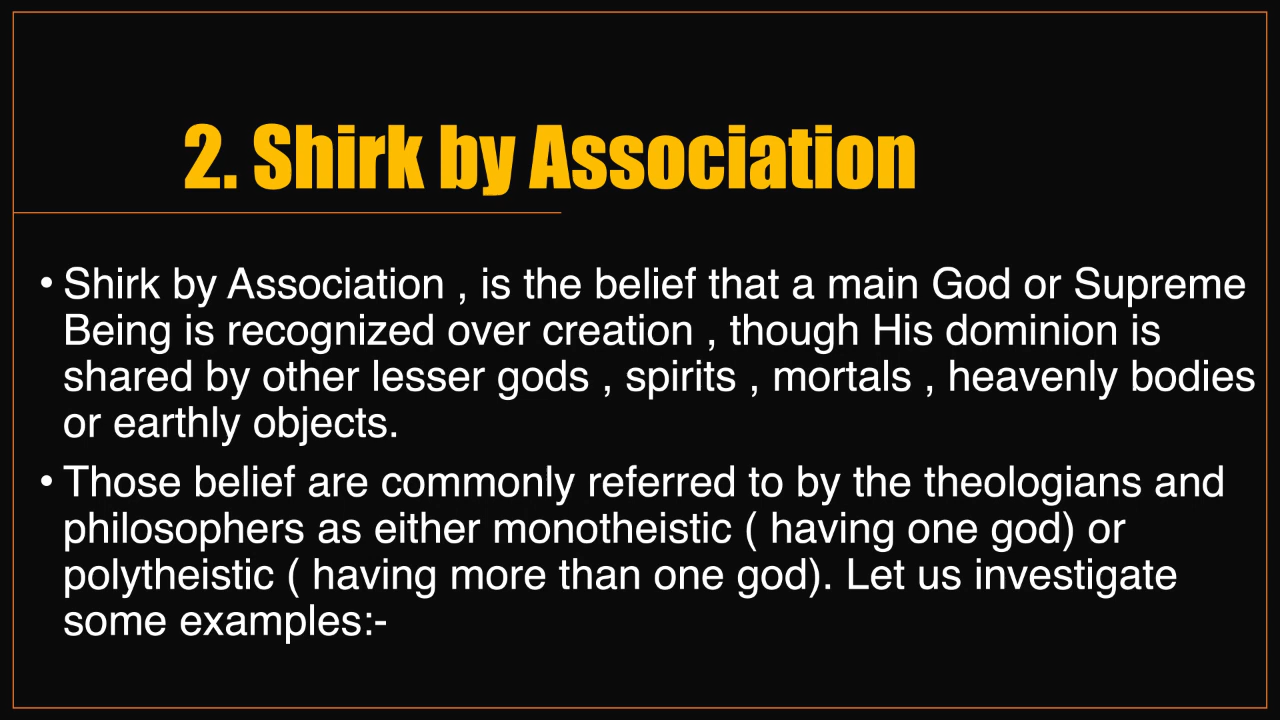 2. Shirk by Association
• Shirk by Association , is the belief that a main God or Supreme
Being is recognized over creation , though His dominion is
shared by other lesser gods , spirits , mortals , heavenly bodies
or earthly objects.
• Those belief are commonly referred to by the theologians and
philosophers as either monotheistic ( having one god) or
polytheistic ( having more than one god). Let us investigate
some examples:-